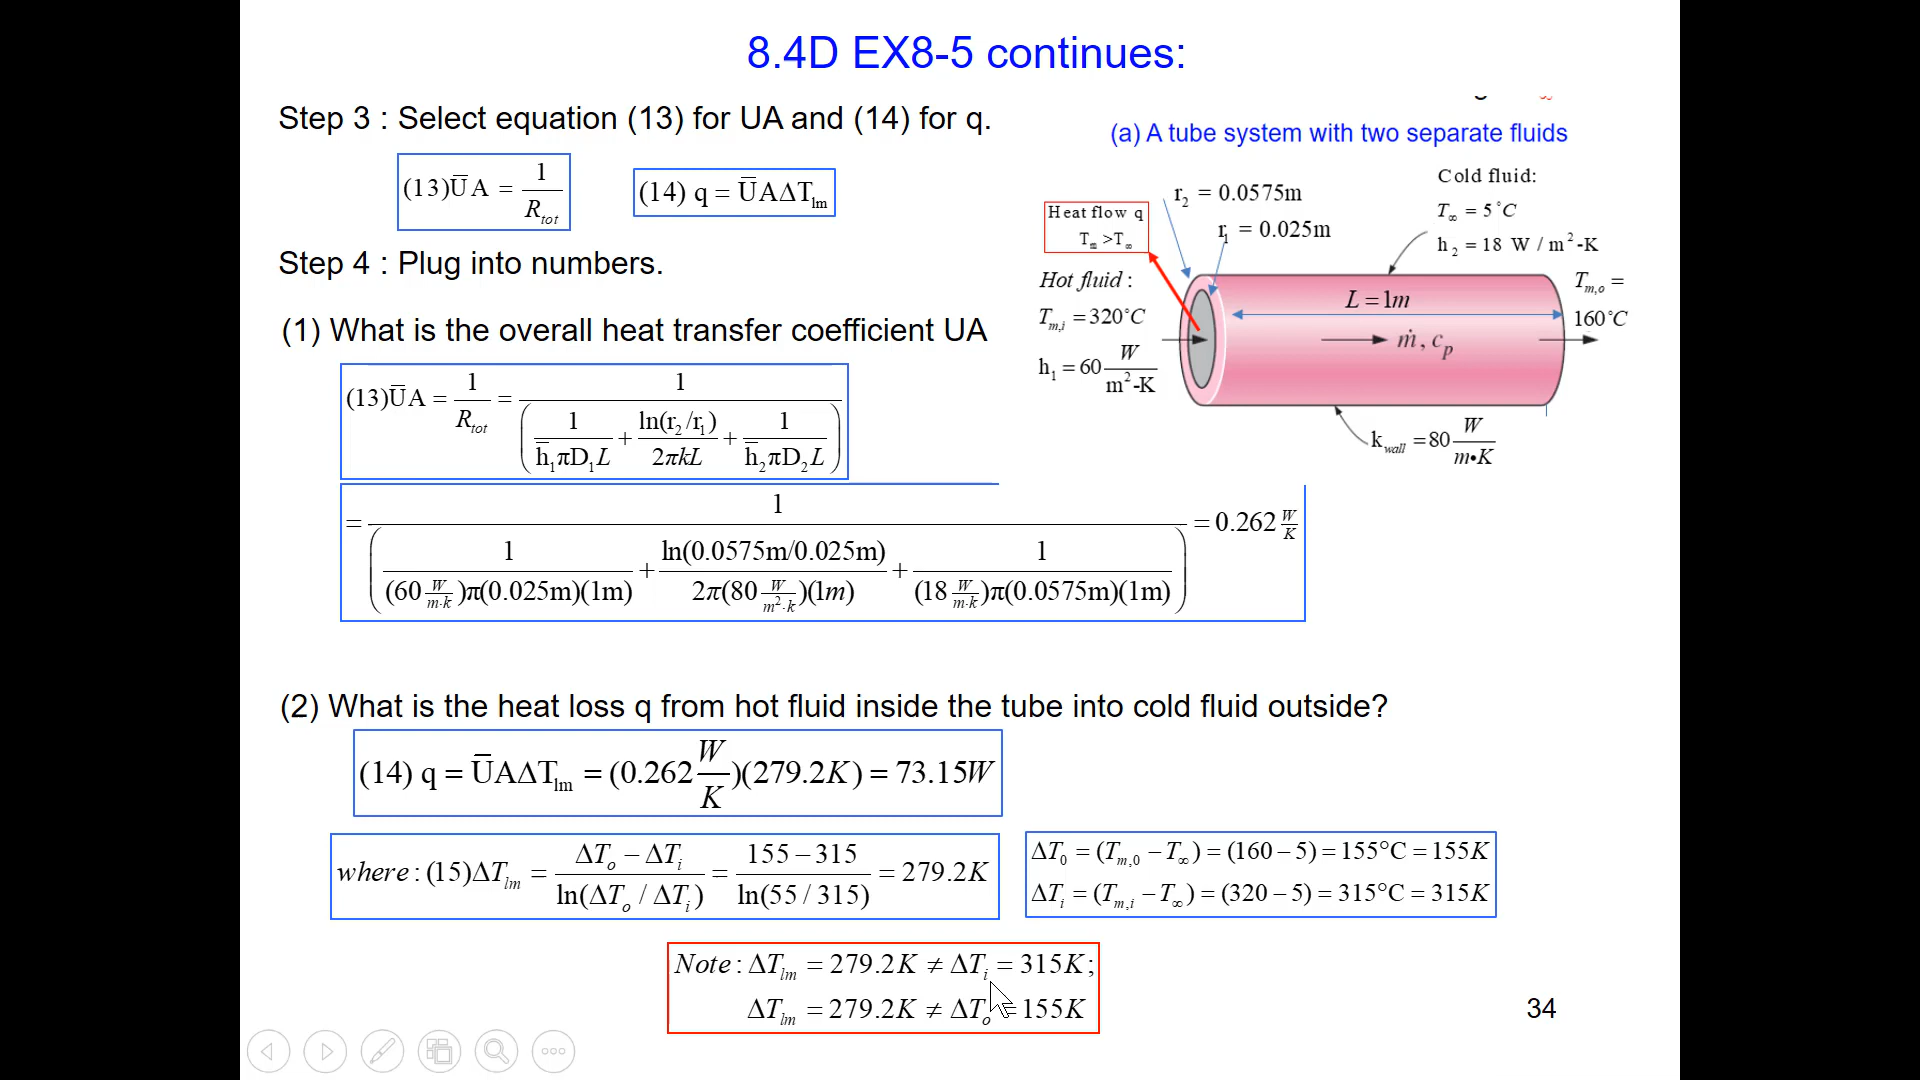 8.4D EX8-5 continues:
Step 3 : Select equation (13) for UA and (14) for q.
(13)U̅A = 1 / R_tot
(14) q = U̅AΔT_lm
Step 4 : Plug into numbers.
(1) What is the overall heat transfer coefficient UA
(13)U̅A = 1 / R_tot = 1 / ( 1 / (h̅₁πD₁L) + ln(r₂/r₁) / (2πkL) + 1 / (h̅₂πD₂L) )
= 1 / ( 1 / ((60 W/m·k)π(0.025m)(1m)) + ln(0.0575m/0.025m) / (2π(80 W/m²·k)(1m)) + 1 / ((18 W/m·k)π(0.0575m)(1m)) ) = 0.262 W/K
(a) A tube system with two separate fluids
r₂ = 0.0575m
r₁ = 0.025m
Heat flow q
T_m >T_∞
Cold fluid:
T_∞ = 5°C
h₂ = 18 W / m²-K
Hot fluid :
T_m,i = 320°C
h₁ = 60 W / m²-K
L = 1m
ṁ, c_p
T_m,o =
160°C
k_wall = 80 W / m•K
(2) What is the heat loss q from hot fluid inside the tube into cold fluid outside?
(14) q = U̅AΔT_lm = (0.262 W/K)(279.2K) = 73.15W
where : (15)ΔT_lm = (ΔT_o − ΔT_i) / ln(ΔT_o / ΔT_i) = (155 − 315) / ln(55 / 315) = 279.2K
ΔT₀ = (T_m,0 − T_∞) = (160 − 5) = 155°C = 155K
ΔT_i = (T_m,i − T_∞) = (320 − 5) = 315°C = 315K
Note : ΔT_lm = 279.2K ≠ ΔT_i = 315K;
ΔT_lm = 279.2K ≠ ΔT_o = 155K
34